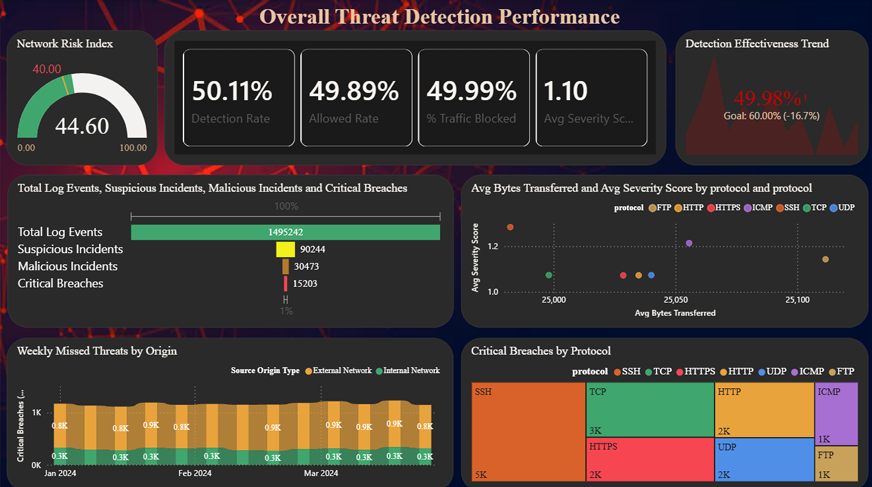 Overall Threat Detection Performance
Network Risk Index
40.00
44.60
0.00
100.00
50.11%
Detection Rate
49.89%
Allowed Rate
49.99%
% Traffic Blocked
1.10
Avg Severity Sc...
Detection Effectiveness Trend
49.98%!
Goal: 60.00% (-16.7%)
Total Log Events, Suspicious Incidents, Malicious Incidents and Critical Breaches
100%
Total Log Events
1495242
Suspicious Incidents
90244
Malicious Incidents
30473
Critical Breaches
15203
1%
Avg Bytes Transferred and Avg Severity Score by protocol and protocol
protocol FTP HTTP HTTPS ICMP SSH TCP UDP
Avg Severity Score
1.2
1.0
25,000
25,050
25,100
Avg Bytes Transferred
Weekly Missed Threats by Origin
Source Origin Type External Network Internal Network
Critical Breaches (...
1K
0K
0.8K 0.8K 0.9K 0.8K 0.9K 0.9K 0.9K 0.9K 0.8K
0.3K 0.3K 0.3K 0.3K 0.3K 0.3K 0.3K 0.3K 0.3K
Jan 2024
Feb 2024
Mar 2024
Critical Breaches by Protocol
protocol SSH TCP HTTPS HTTP UDP ICMP FTP
SSH
5K
TCP
3K
HTTPS
2K
HTTP
2K
UDP
2K
ICMP
1K
FTP
1K